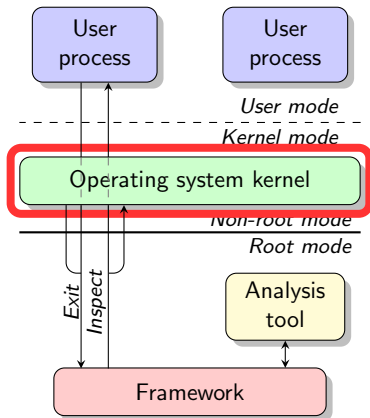 User
process
User
process
User mode
Kernel mode
Operating system kernel
Non-root mode
Root mode
Exit
Inspect
Analysis
tool
Framework